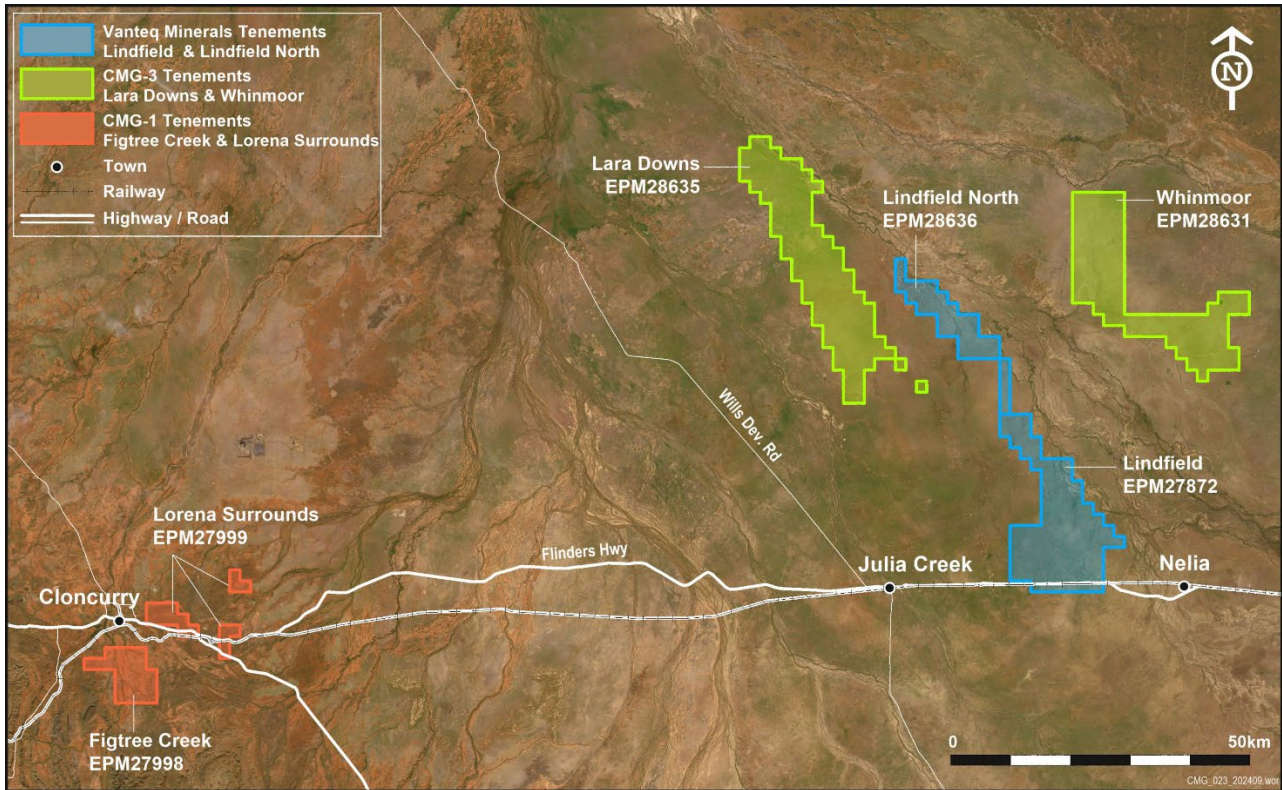 Vanteq Minerals Tenements
Lindfield & Lindfield North
CMG-3 Tenements
Lara Downs & Whinmoor
CMG-1 Tenements
Figtree Creek & Lorena Surrounds
Town
Railway
Highway / Road
N
Lara Downs
EPM28635
Lindfield North
EPM28636
Whinmoor
EPM28631
Wills Dev. Rd
Lindfield
EPM27872
Lorena Surrounds
EPM27999
Flinders Hwy
Julia Creek
Nelia
Cloncurry
Figtree Creek
EPM27998
0
50km
CMG_023_202409.wor